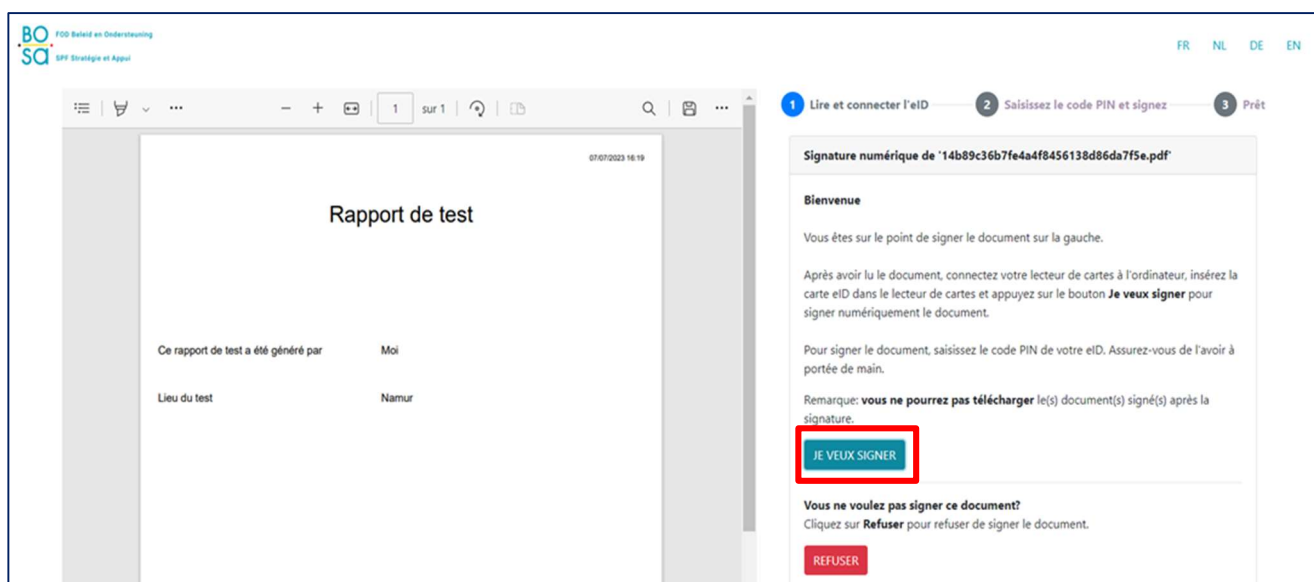 BO
SA
FOD Beleid en Ondersteuning
SPF Stratégie et Appui
FR NL DE EN
1 sur 1
1 Lire et connecter l'eID 2 Saisissez le code PIN et signez 3 Prêt
07/07/2023 16:19
Rapport de test
Ce rapport de test a été généré par Moi
Lieu du test Namur
Signature numérique de '14b89c36b7fe4a4f8456138d86da7f5e.pdf'
Bienvenue
Vous êtes sur le point de signer le document sur la gauche.
Après avoir lu le document, connectez votre lecteur de cartes à l'ordinateur, insérez la
carte eID dans le lecteur de cartes et appuyez sur le bouton Je veux signer pour
signer numériquement le document.
Pour signer le document, saisissez le code PIN de votre eID. Assurez-vous de l'avoir à
portée de main.
Remarque: vous ne pourrez pas télécharger le(s) document(s) signé(s) après la
signature.
JE VEUX SIGNER
Vous ne voulez pas signer ce document?
Cliquez sur Refuser pour refuser de signer le document.
REFUSER